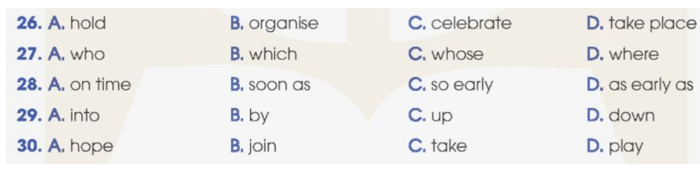 26. A. hold B. organise C. celebrate D. take place
27. A. who B. which C. whose D. where
28. A. on time B. soon as C. so early D. as early as
29. A. into B. by C. up D. down
30. A. hope B. join C. take D. play